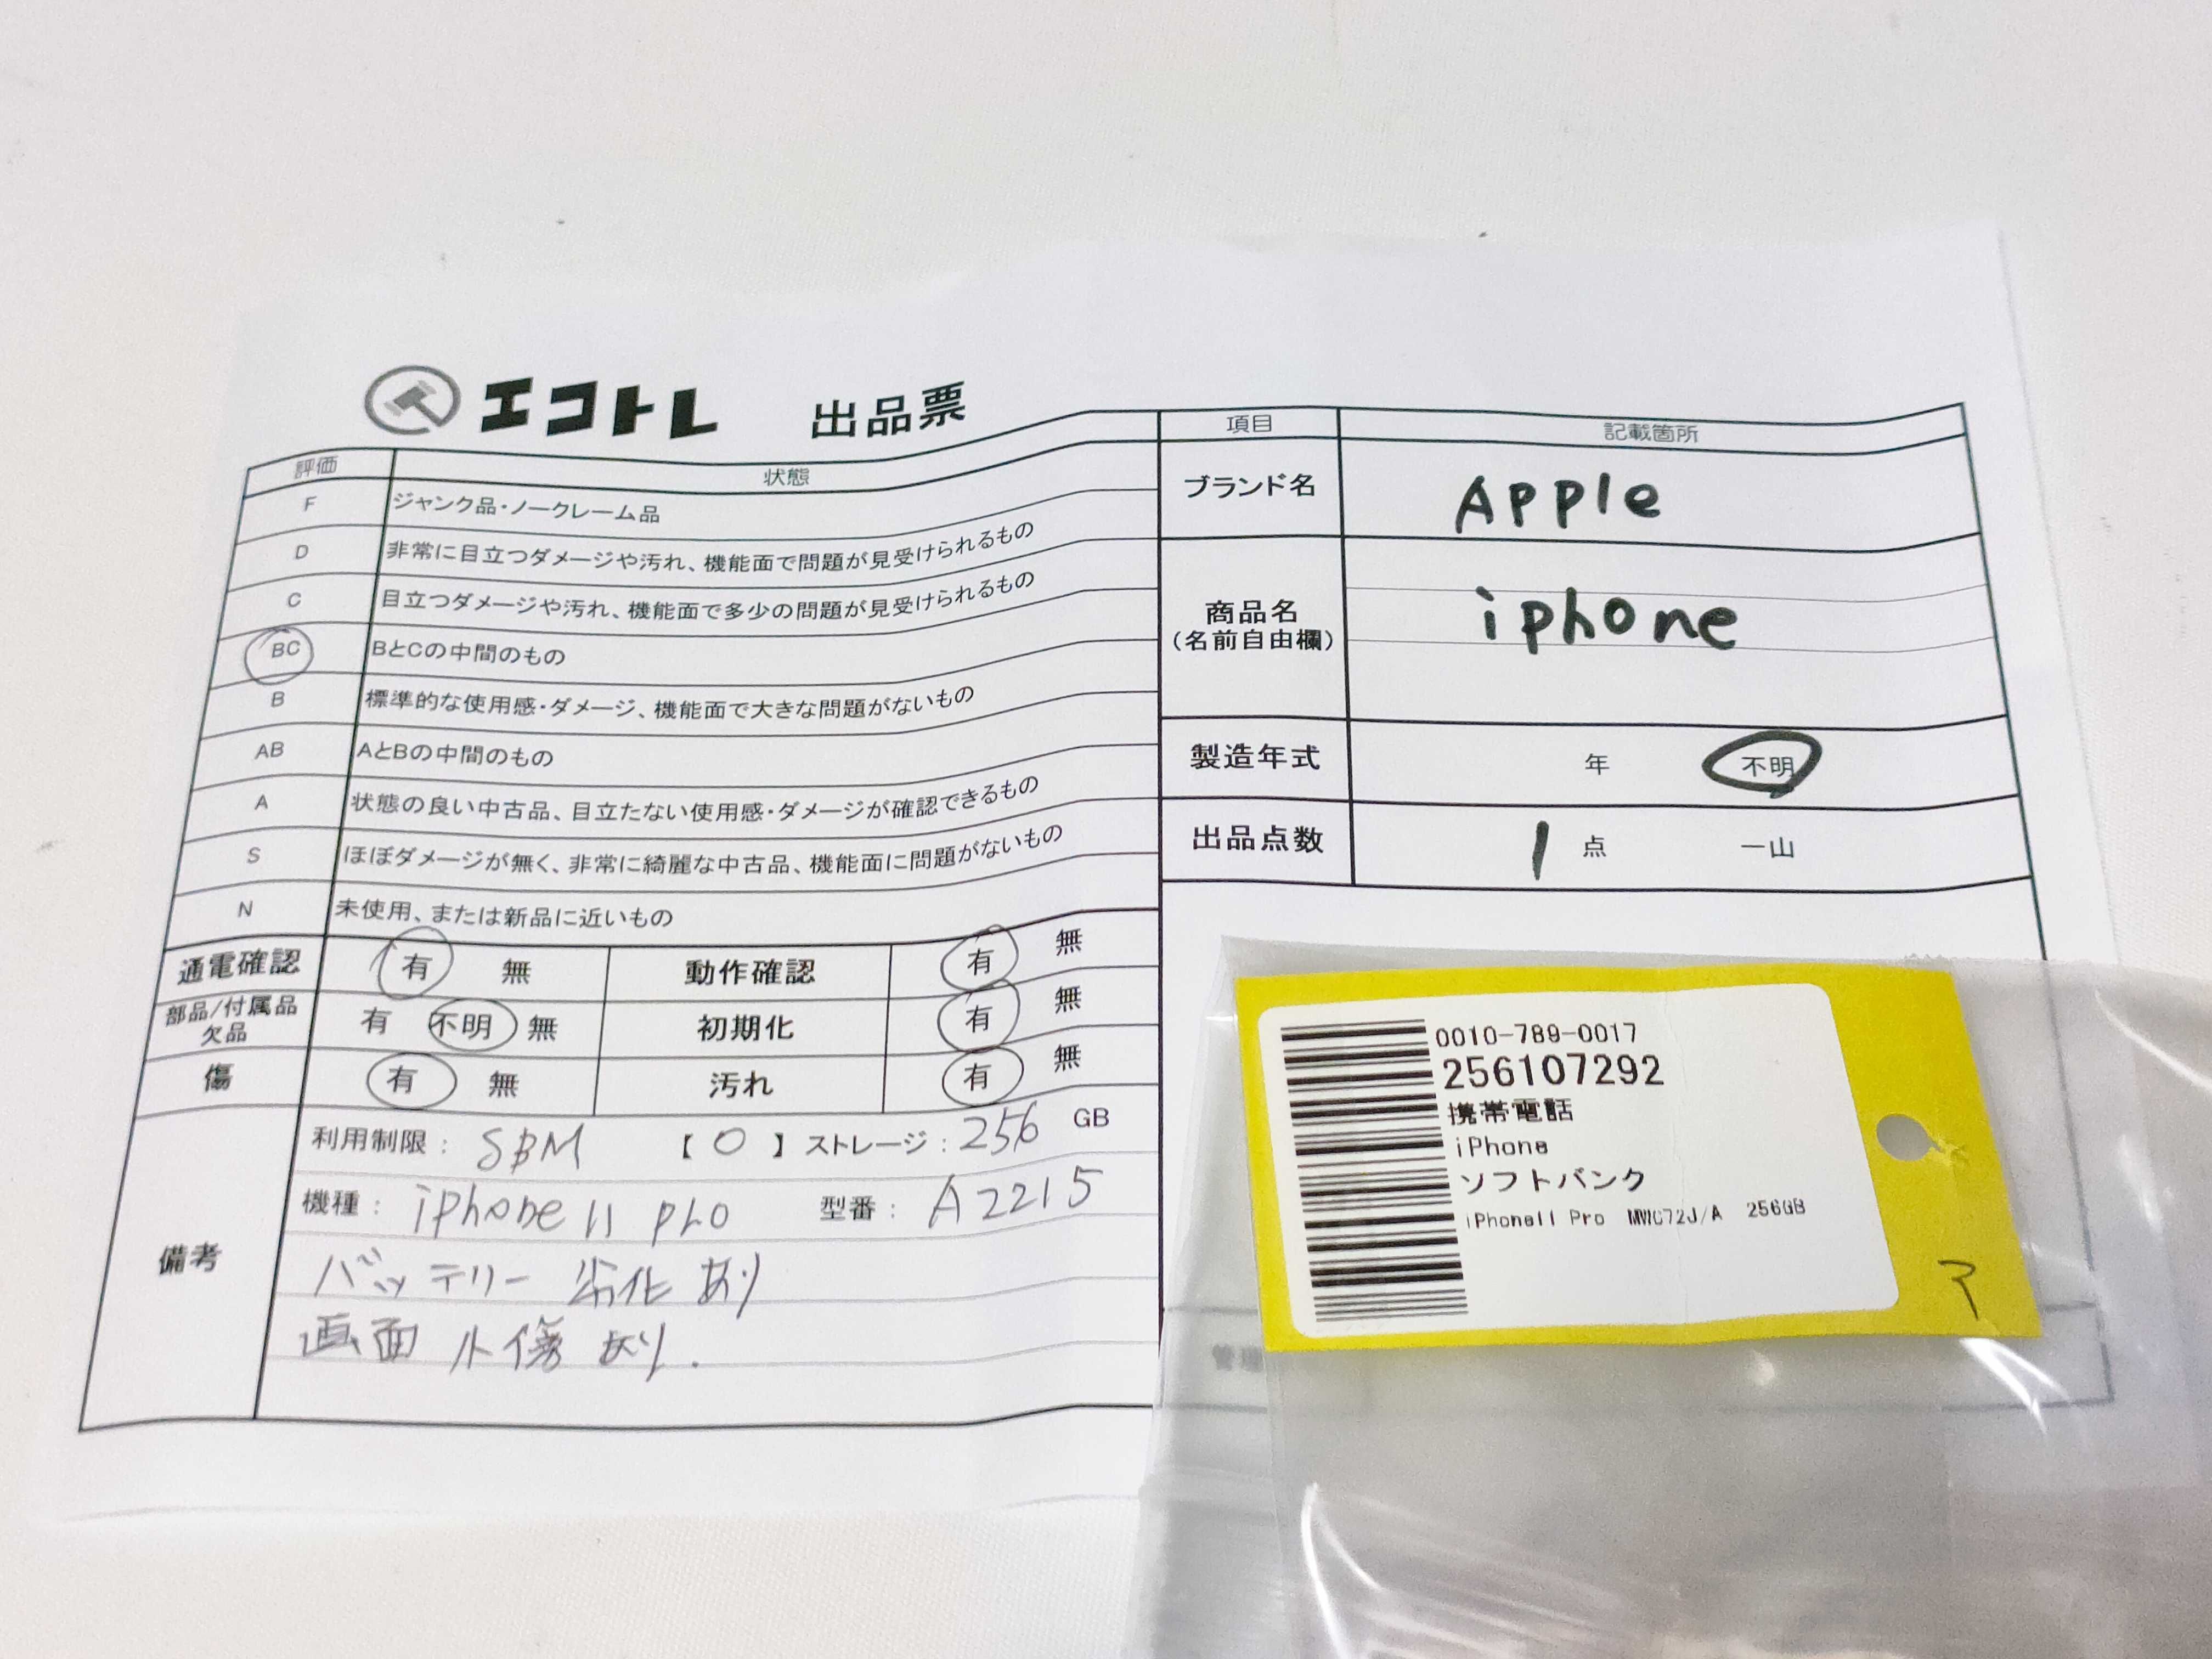 エコトレ 出品票
評価 状態
F ジャンク品・ノークレーム品
D 非常に目立つダメージや汚れ、機能面で問題が見受けられるもの
C 目立つダメージや汚れ、機能面で多少の問題が見受けられるもの
BC BとCの中間のもの
B 標準的な使用感・ダメージ、機能面で大きな問題がないもの
AB AとBの中間のもの
A 状態の良い中古品、目立たない使用感・ダメージが確認できるもの
S ほぼダメージが無く、非常に綺麗な中古品、機能面に問題がないもの
N 未使用、または新品に近いもの
通電確認 有 無 動作確認 有 無
部品/付属品
欠品 有 不明 無 初期化 有 無
傷 有 無 汚れ 有 無
備考
利用制限: SBM 【 〇 】 ストレージ: 256 GB
機種: iphone 11 pro 型番: A2215
バッテリー 劣化 あり
画面 小傷 あり.
項目 記載箇所
ブランド名 Apple
商品名
(名前自由欄) iphone
製造年式 年 不明
出品点数 1 点 一山
0010-789-0017
256107292
携帯電話
iPhone
ソフトバンク
iPhone11 Pro MWC72J/A 256GB
ア
管理